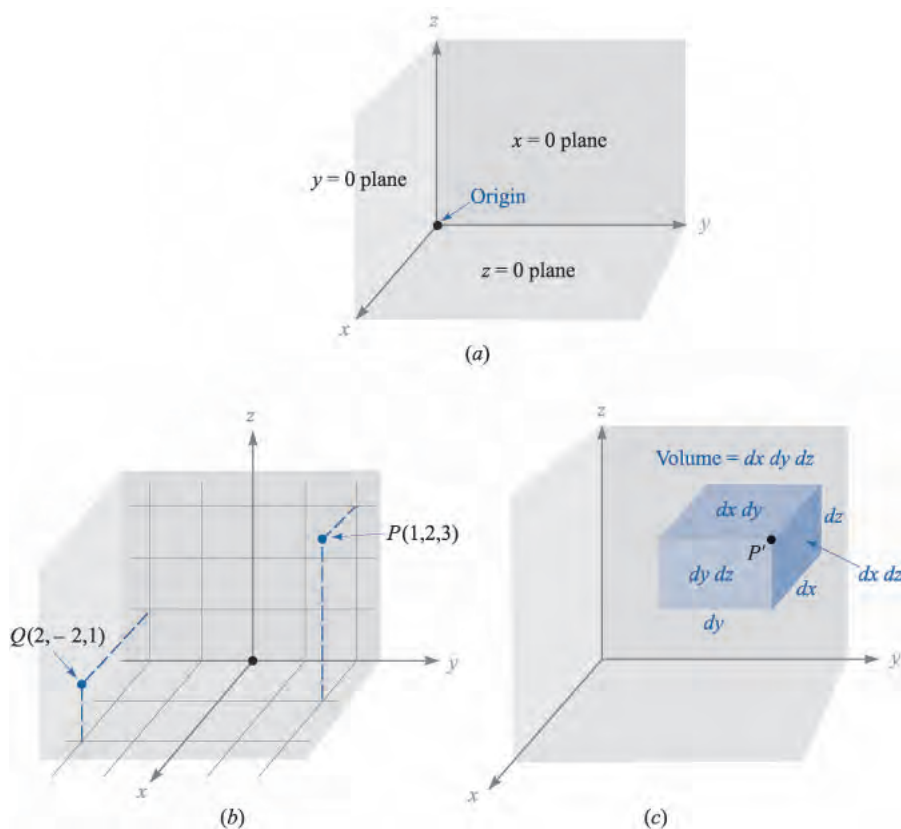 z
x = 0 plane
y = 0 plane
Origin
y
z = 0 plane
x
(a)
z
P(1,2,3)
Q(2, – 2,1)
y
x
(b)
z
Volume = dx dy dz
dx dy
dz
P′
dy dz
dx dz
dx
dy
y
x
(c)